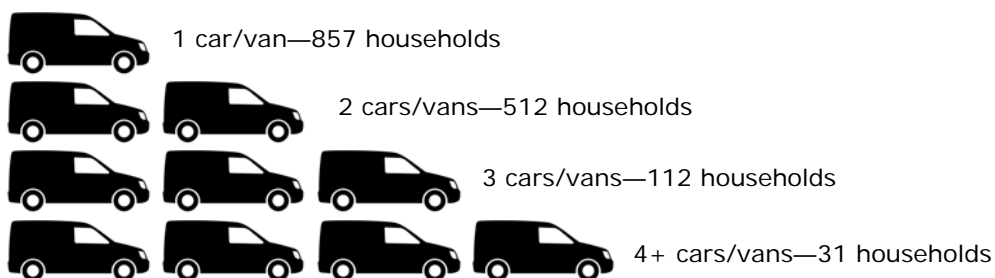 1 car/van—857 households
2 cars/vans—512 households
3 cars/vans—112 households
4+ cars/vans—31 households